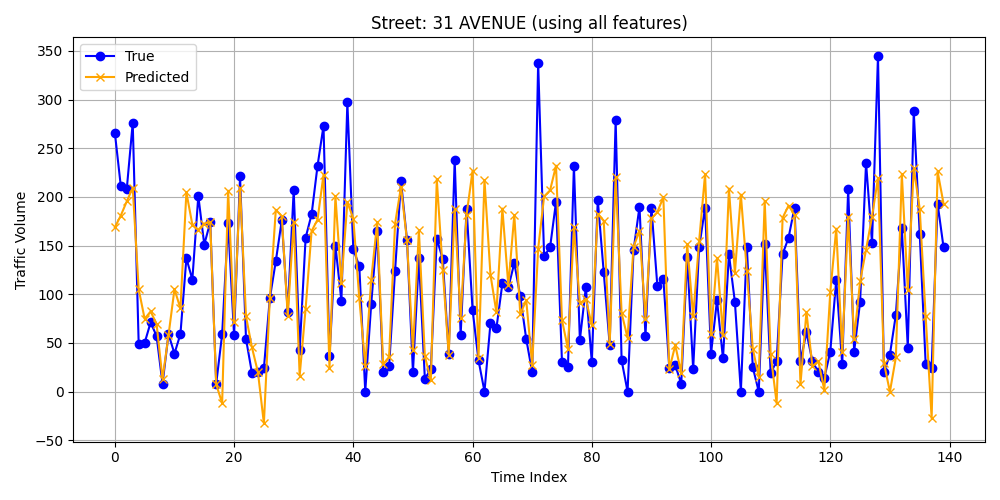 Street: 31 AVENUE (using all features)
True
Predicted
Traffic Volume
350
300
250
200
150
100
50
0
−50
0 20 40 60 80 100 120 140
Time Index